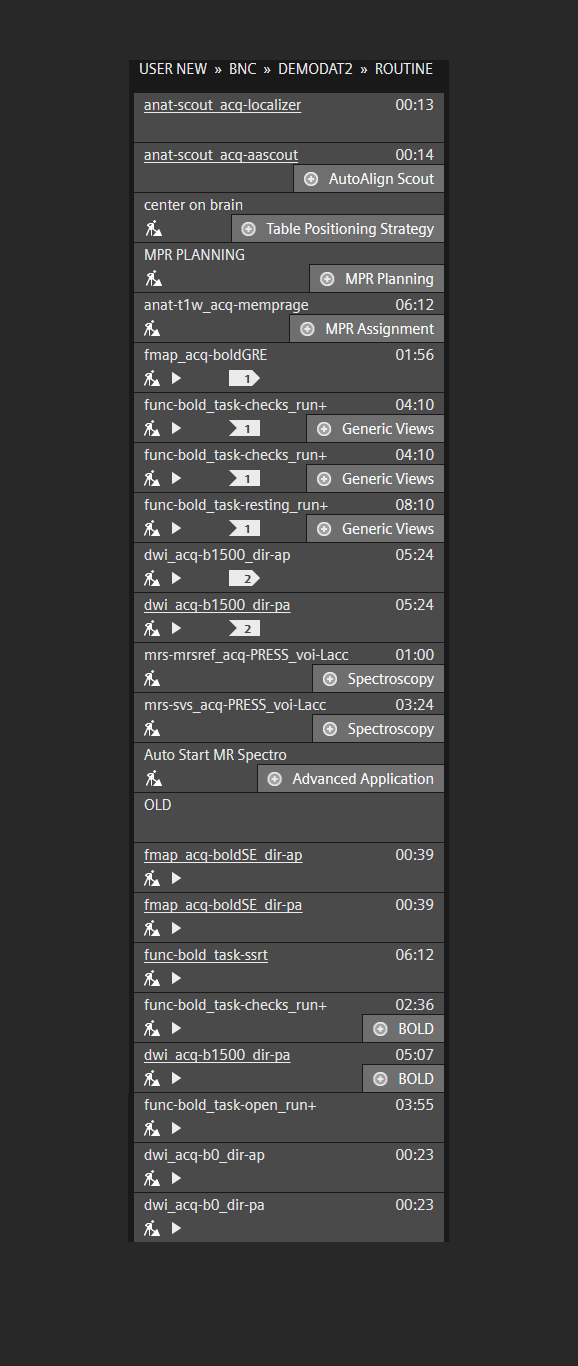 USER NEW » BNC » DEMODAT2 » ROUTINE
anat-scout_acq-localizer 00:13
anat-scout_acq-aascout 00:14
AutoAlign Scout
center on brain
Table Positioning Strategy
MPR PLANNING
MPR Planning
anat-t1w_acq-memprage 06:12
MPR Assignment
fmap_acq-boldGRE 01:56
1
func-bold_task-checks_run+ 04:10
1 Generic Views
func-bold_task-checks_run+ 04:10
1 Generic Views
func-bold_task-resting_run+ 08:10
1 Generic Views
dwi_acq-b1500_dir-ap 05:24
2
dwi_acq-b1500_dir-pa 05:24
2
mrs-mrsref_acq-PRESS_voi-Lacc 01:00
Spectroscopy
mrs-svs_acq-PRESS_voi-Lacc 03:24
Spectroscopy
Auto Start MR Spectro
Advanced Application
OLD
fmap_acq-boldSE_dir-ap 00:39
fmap_acq-boldSE_dir-pa 00:39
func-bold_task-ssrt 06:12
func-bold_task-checks_run+ 02:36
BOLD
dwi_acq-b1500_dir-pa 05:07
BOLD
func-bold_task-open_run+ 03:55
dwi_acq-b0_dir-ap 00:23
dwi_acq-b0_dir-pa 00:23